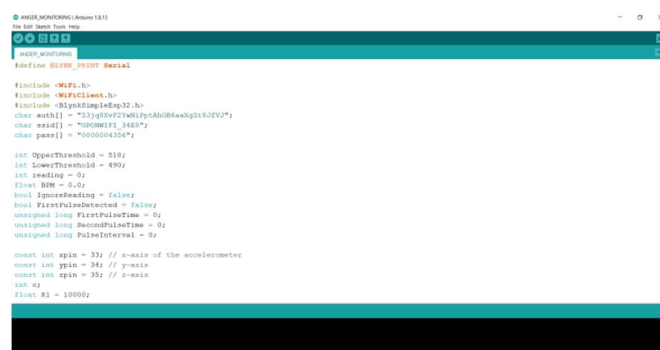 ANGER_MONITORING | Arduino 1.8.13
File Edit Sketch Tools Help
ANGER_MONITORING
#define BLYNK_PRINT Serial
#include <WiFi.h>
#include <WiFiClient.h>
#include <BlynkSimpleEsp32.h>
char auth[] = "Z3jq8XvF2YwNiPptAhGB6aaXgZt8JfVJ";
char ssid[] = "GPONWIFI_34E8";
char pass[] = "0000004356";
int UpperThreshold = 518;
int LowerThreshold = 490;
int reading = 0;
float BPM = 0.0;
bool IgnoreReading = false;
bool FirstPulseDetected = false;
unsigned long FirstPulseTime = 0;
unsigned long SecondPulseTime = 0;
unsigned long PulseInterval = 0;
const int xpin = 33; // x-axis of the accelerometer
const int ypin = 34; // y-axis
const int zpin = 35; // z-axis
int c;
float R1 = 10000;